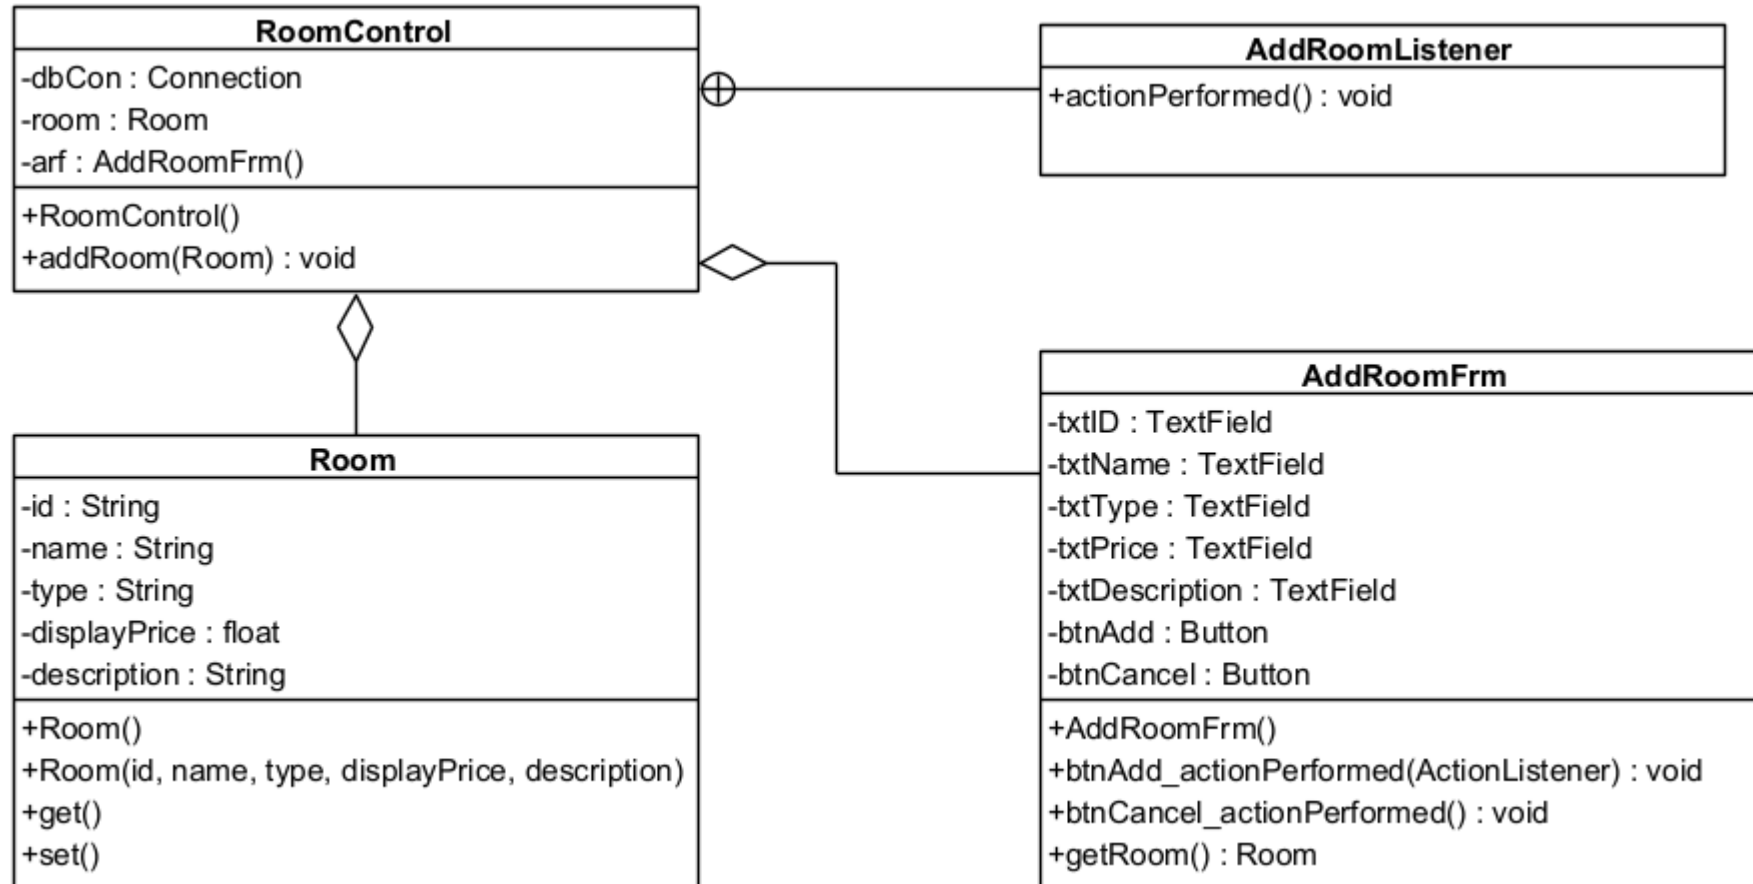 RoomControl
-dbCon : Connection
-room : Room
-arf : AddRoomFrm()
+RoomControl()
+addRoom(Room) : void
AddRoomListener
+actionPerformed() : void
Room
-id : String
-name : String
-type : String
-displayPrice : float
-description : String
+Room()
+Room(id, name, type, displayPrice, description)
+get()
+set()
AddRoomFrm
-txtID : TextField
-txtName : TextField
-txtType : TextField
-txtPrice : TextField
-txtDescription : TextField
-btnAdd : Button
-btnCancel : Button
+AddRoomFrm()
+btnAdd_actionPerformed(ActionListener) : void
+btnCancel_actionPerformed() : void
+getRoom() : Room